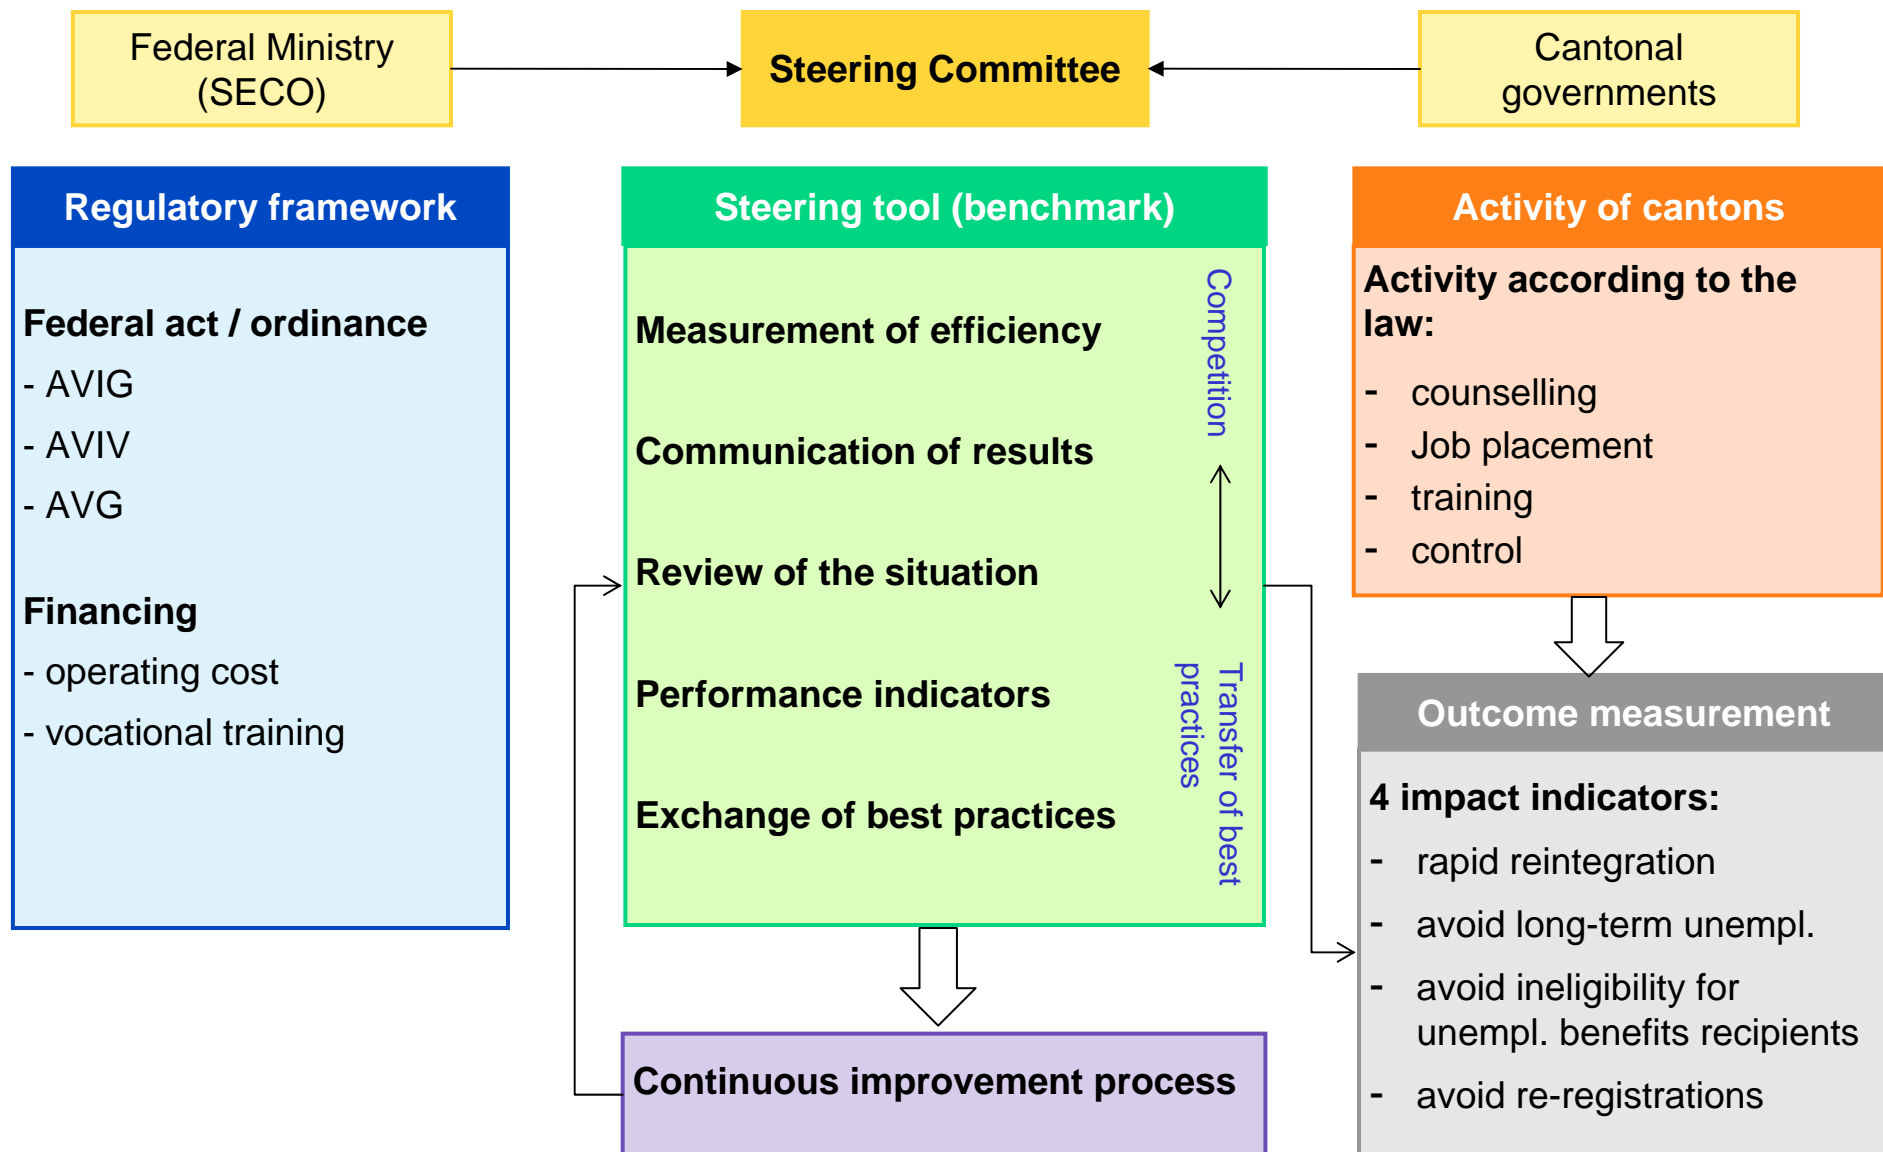 Federal Ministry
(SECO)
Steering Committee
Cantonal
governments
Regulatory framework
Federal act / ordinance
- AVIG
- AVIV
- AVG
Financing
- operating cost
- vocational training
Steering tool (benchmark)
Measurement of efficiency
Communication of results
Review of the situation
Performance indicators
Exchange of best practices
Competition
Transfer of best
practices
Continuous improvement process
Activity of cantons
Activity according to the
law:
- counselling
- Job placement
- training
- control
Outcome measurement
4 impact indicators:
- rapid reintegration
- avoid long-term unempl.
- avoid ineligibility for
unempl. benefits recipients
- avoid re-registrations